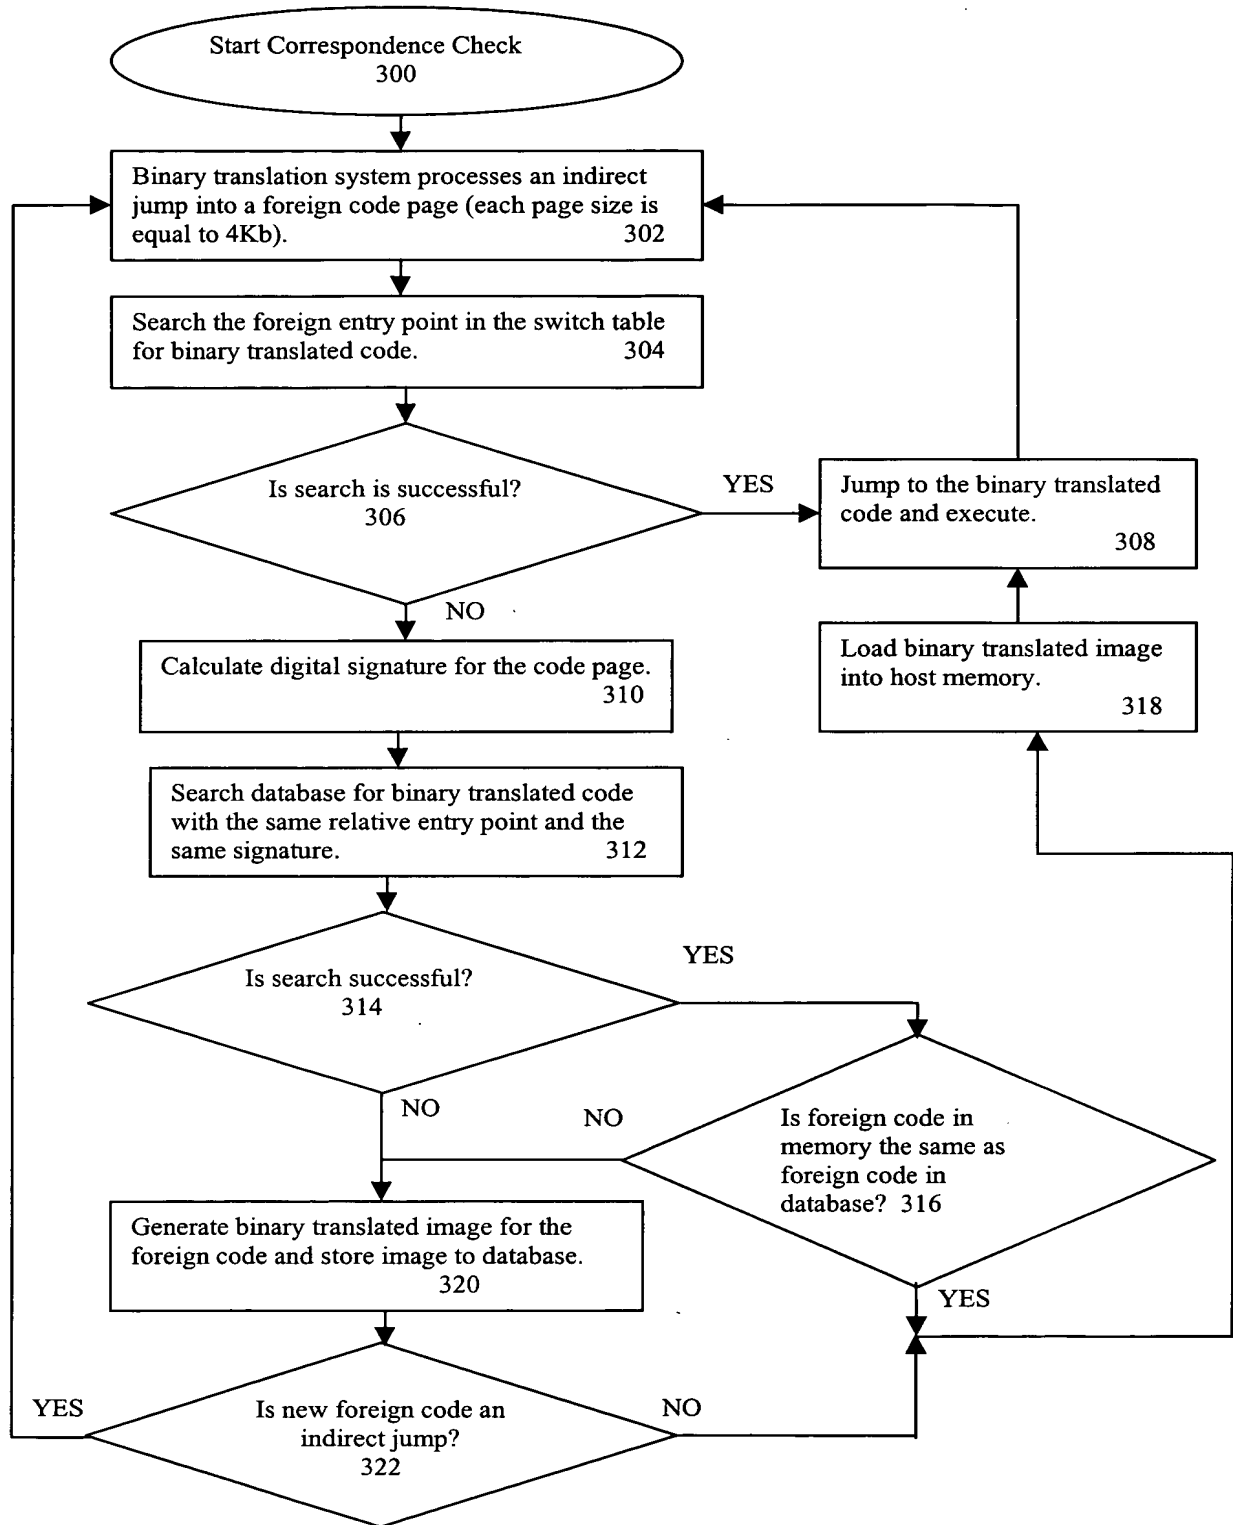 Start Correspondence Check
300
Binary translation system processes an indirect
jump into a foreign code page (each page size is
equal to 4Kb). 302
Search the foreign entry point in the switch table
for binary translated code. 304
Is search is successful?
306
YES
Jump to the binary translated
code and execute.
308
NO
Calculate digital signature for the code page.
310
Load binary translated image
into host memory.
318
Search database for binary translated code
with the same relative entry point and the
same signature. 312
Is search successful?
314
YES
NO
NO
Is foreign code in
memory the same as
foreign code in
database? 316
Generate binary translated image for the
foreign code and store image to database.
320
YES
YES
Is new foreign code an
indirect jump?
322
NO